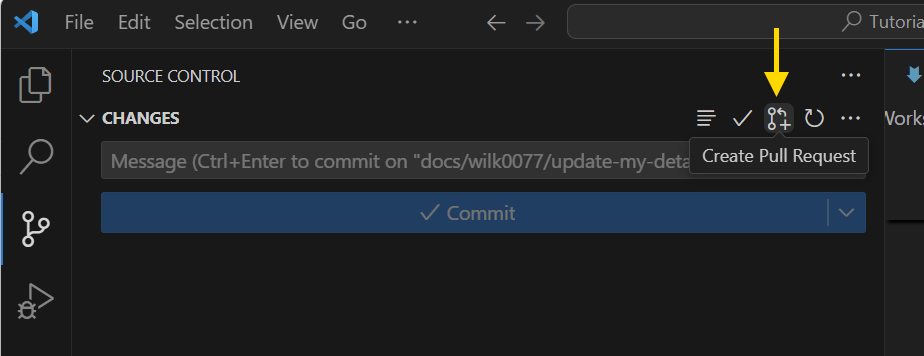 File Edit Selection View Go ··· Tutoria
SOURCE CONTROL ···
CHANGES ···
Works
Create Pull Request
Message (Ctrl+Enter to commit on "docs/wilk0077/update-my-deta
Commit